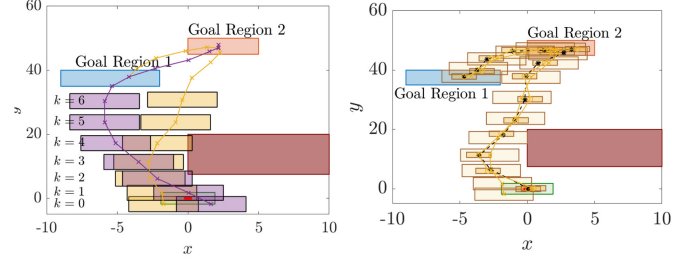 60
Goal Region 2
Goal Region 1
40
k = 6
k = 5
20
k = 4
k = 3
k = 2
k = 1
0
k = 0
-10
-5
0
5
10
x
60
Goal Region 2
40
Goal Region 1
y
20
0
-10
-5
0
5
10
x